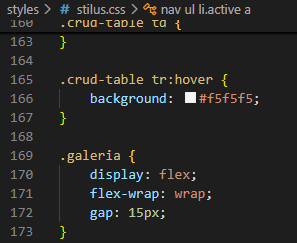 styles > # stilus.css > nav ul li.active a
160 .crud-table td {
163 }
164
165 .crud-table tr:hover {
166 background: #f5f5f5;
167 }
168
169 .galeria {
170 display: flex;
171 flex-wrap: wrap;
172 gap: 15px;
173 }